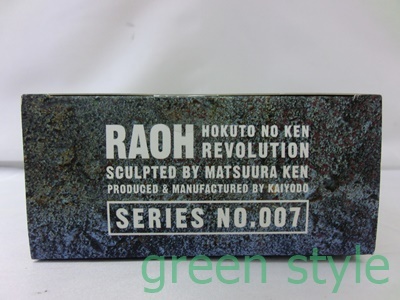 RAOH HOKUTO NO KEN REVOLUTION
SCULPTED BY MATSUURA KEN
PRODUCED & MANUFACTURED BY KAIYODO
SERIES NO.007
green style